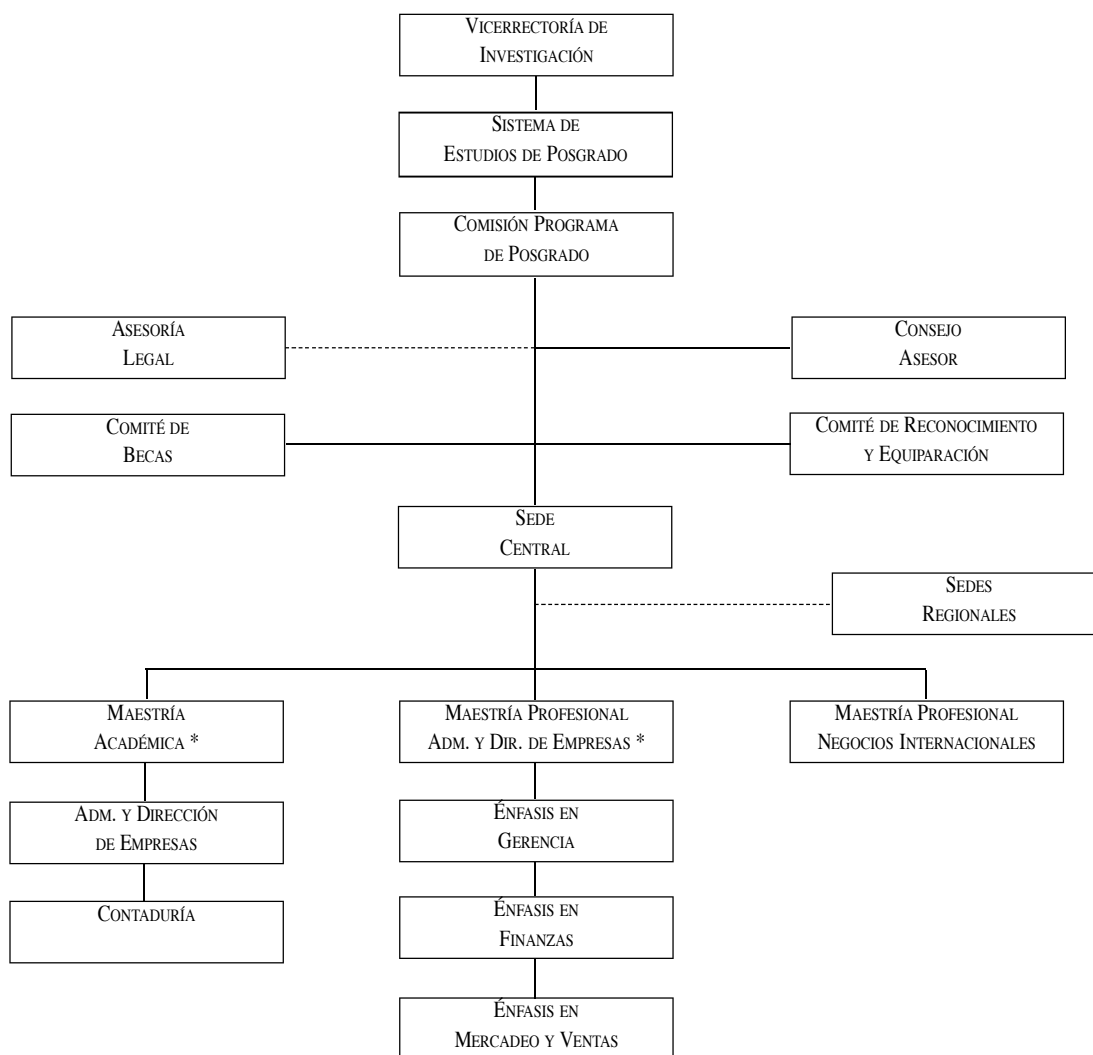 VICERRECTORÍA DE
INVESTIGACIÓN
SISTEMA DE
ESTUDIOS DE POSGRADO
COMISIÓN PROGRAMA
DE POSGRADO
ASESORÍA
LEGAL
CONSEJO
ASESOR
COMITÉ DE
BECAS
COMITÉ DE RECONOCIMIENTO
Y EQUIPARACIÓN
SEDE
CENTRAL
SEDES
REGIONALES
MAESTRÍA
ACADÉMICA *
MAESTRÍA PROFESIONAL
ADM. Y DIR. DE EMPRESAS *
MAESTRÍA PROFESIONAL
NEGOCIOS INTERNACIONALES
ADM. Y DIRECCIÓN
DE EMPRESAS
ÉNFASIS EN
GERENCIA
CONTADURÍA
ÉNFASIS EN
FINANZAS
ÉNFASIS EN
MERCADEO Y VENTAS